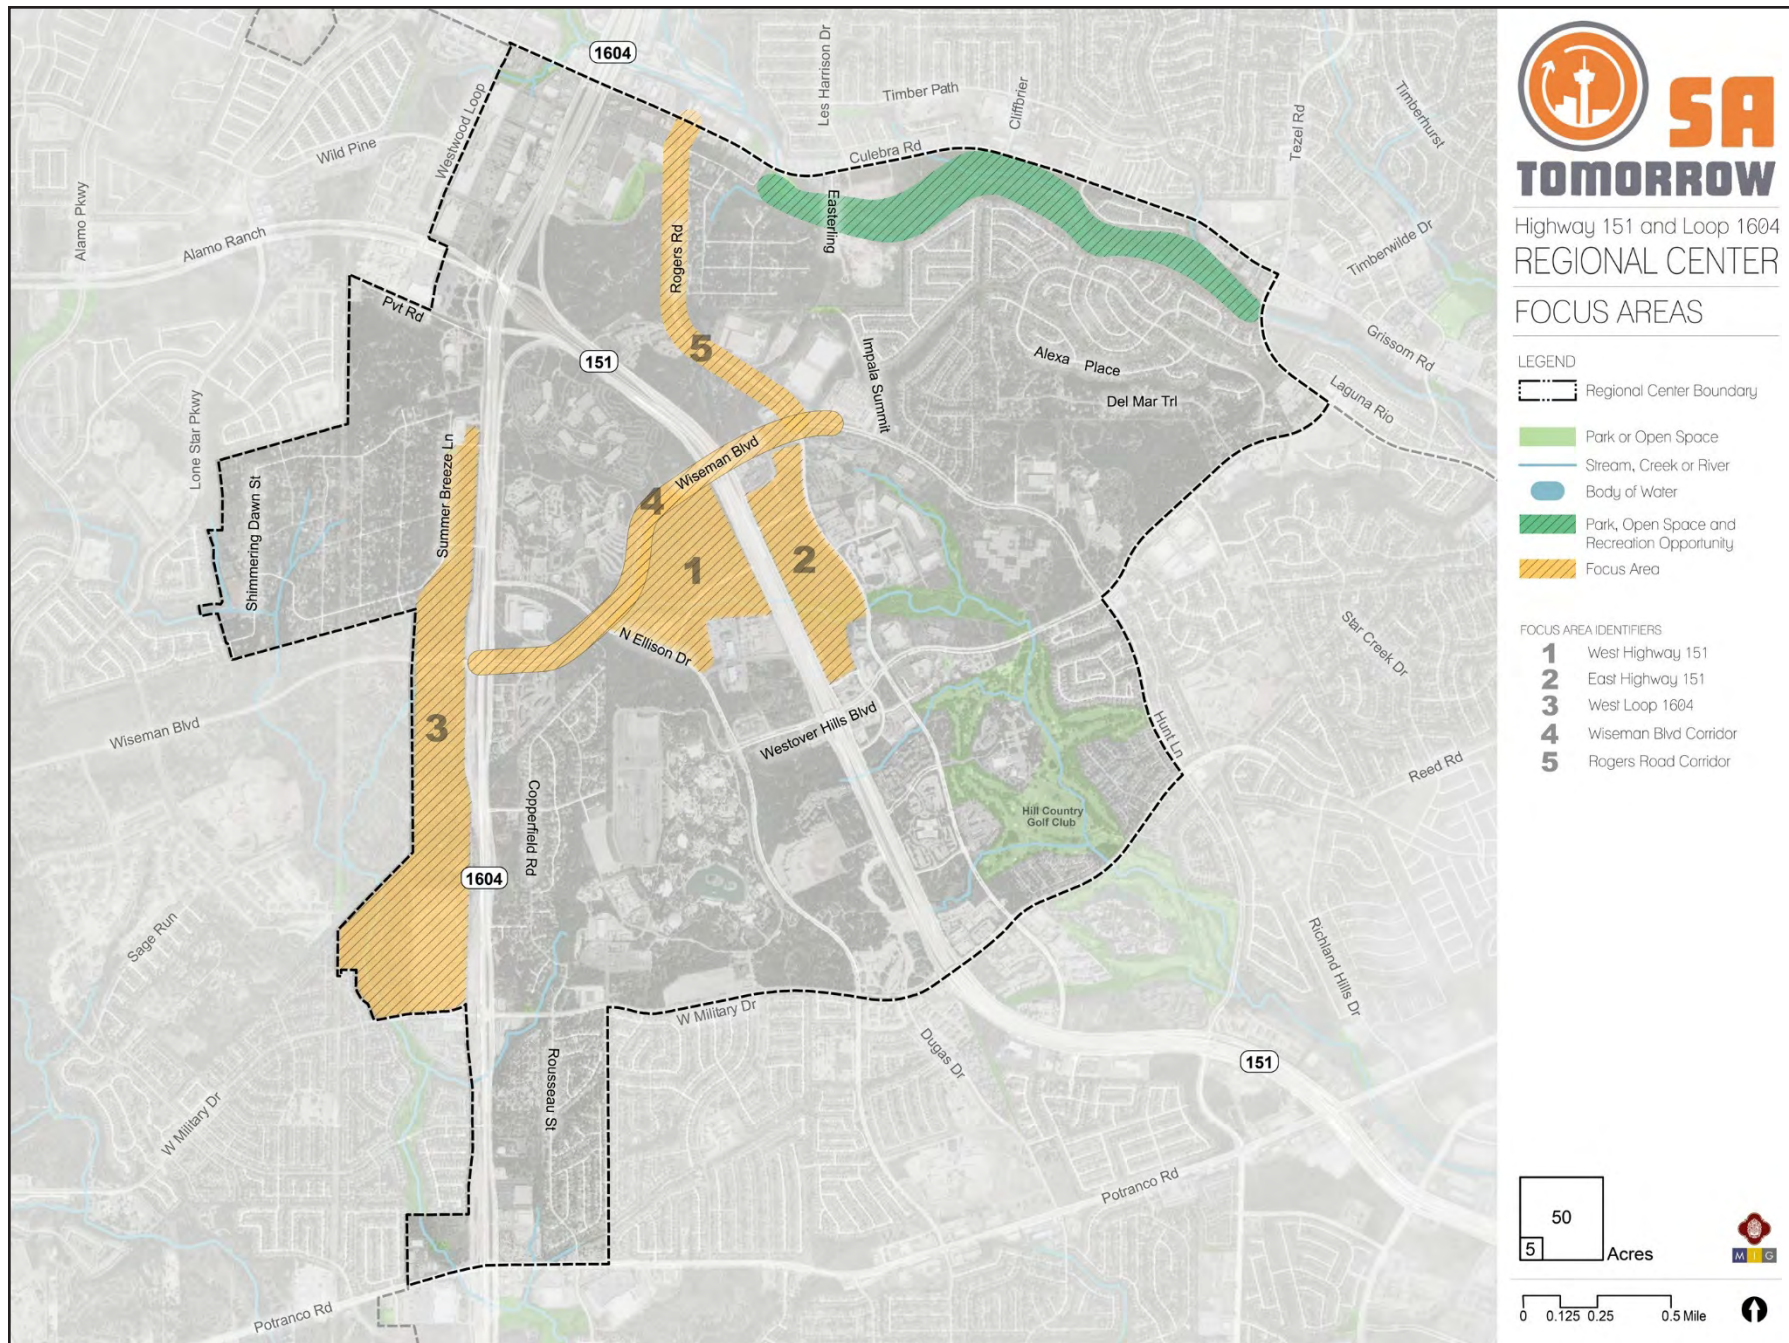 1604
Les Harrison Dr
Timber Path
Cliffbrier
Timberhurst
Tezel Rd
Westwood Loop
Wild Pine
Culebra Rd
Alamo Pkwy
Alamo Ranch
Easterling
Rogers Rd
Timberwilde Dr
Pvt Rd
151
5
Impala Summit
Alexa Place
Del Mar Trl
Grissom Rd
Laguna Rio
Lone Star Pkwy
Summer Breeze Ln
Wiseman Blvd
4
Shimmering Dawn St
1
2
N Ellison Dr
Star Creek Dr
Wiseman Blvd
3
Westover Hills Blvd
Hunt Ln
Reed Rd
Copperfield Rd
Hill Country
Golf Club
1604
Sage Run
Richland Hills Dr
W Military Dr
Dugas Dr
151
Rousseau St
W Military Dr
Potranco Rd
Potranco Rd
SA
TOMORROW
Highway 151 and Loop 1604
REGIONAL CENTER
FOCUS AREAS
LEGEND
Regional Center Boundary
Park or Open Space
Stream, Creek or River
Body of Water
Park, Open Space and
Recreation Opportunity
Focus Area
FOCUS AREA IDENTIFIERS
1 West Highway 151
2 East Highway 151
3 West Loop 1604
4 Wiseman Blvd Corridor
5 Rogers Road Corridor
50
5
Acres
M I G
0 0.125 0.25 0.5 Mile